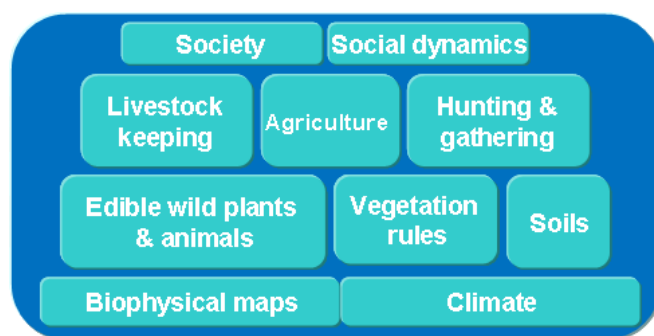 Society
Social dynamics
Livestock
keeping
Agriculture
Hunting &
gathering
Edible wild plants
& animals
Vegetation
rules
Soils
Biophysical maps
Climate